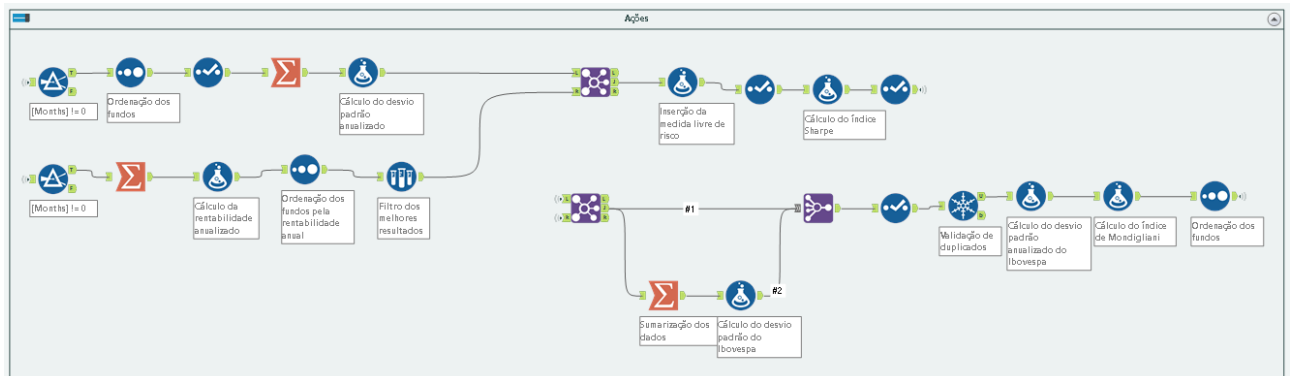 Ações
[Months] != 0
Ordenação dos
fundos
Cálculo do desvio
padrão
anualizado
Inserção da
medida livre de
risco
Cálculo do índice
Sharpe
[Months] != 0
Cálculo da
rentabilidade
anualizado
Ordenação dos
fundos pela
rentabilidade
anual
Filtro dos
melhores
resultados
#1
Validação de
duplicados
Cálculo do desvio
padrão
anualizado do
Ibovespa
Cálculo do índice
de Mondigliani
Ordenação dos
fundos
#2
Sumarização dos
dados
Cálculo do desvio
padrão do
Ibovespa